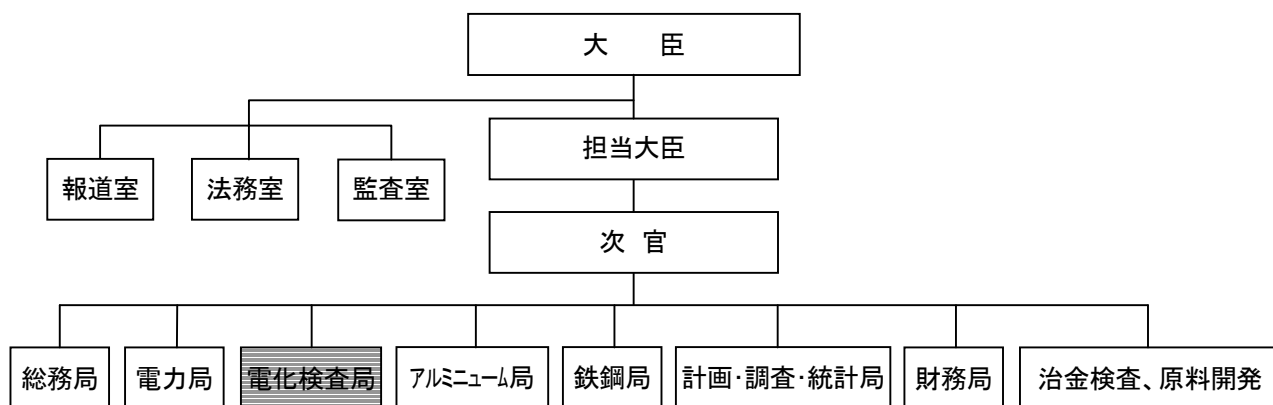 大　臣
担当大臣
報道室
法務室
監査室
次 官
総務局
電力局
電化検査局
アルミニューム局
鉄鋼局
計画・調査・統計局
財務局
治金検査、原料開発